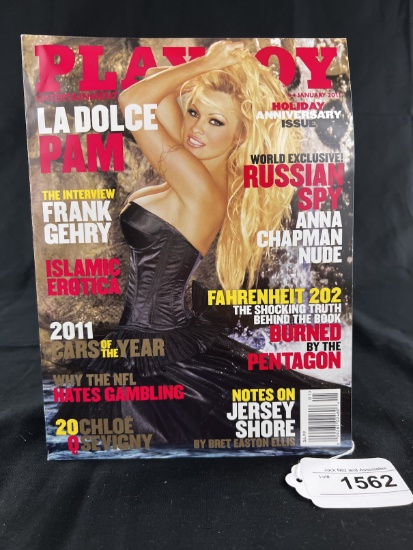 PLAYBOY
JANUARY 2011
HOLIDAY
ANNIVERSARY
ISSUE
LA DOLCE
PAM
WORLD EXCLUSIVE!
RUSSIAN
SPY
ANNA
CHAPMAN
NUDE
THE INTERVIEW
FRANK
GEHRY
ISLAMIC
EROTICA
FAHRENHEIT 202
THE SHOCKING TRUTH
BEHIND THE BOOK
BURNED
BY THE
PENTAGON
2011
CARS OF THE YEAR
WHY THE NFL
HATES GAMBLING
NOTES ON
JERSEY
SHORE
BY BRET EASTON ELLIS
20Q CHLOË
SEVIGNY
Lot#
1562